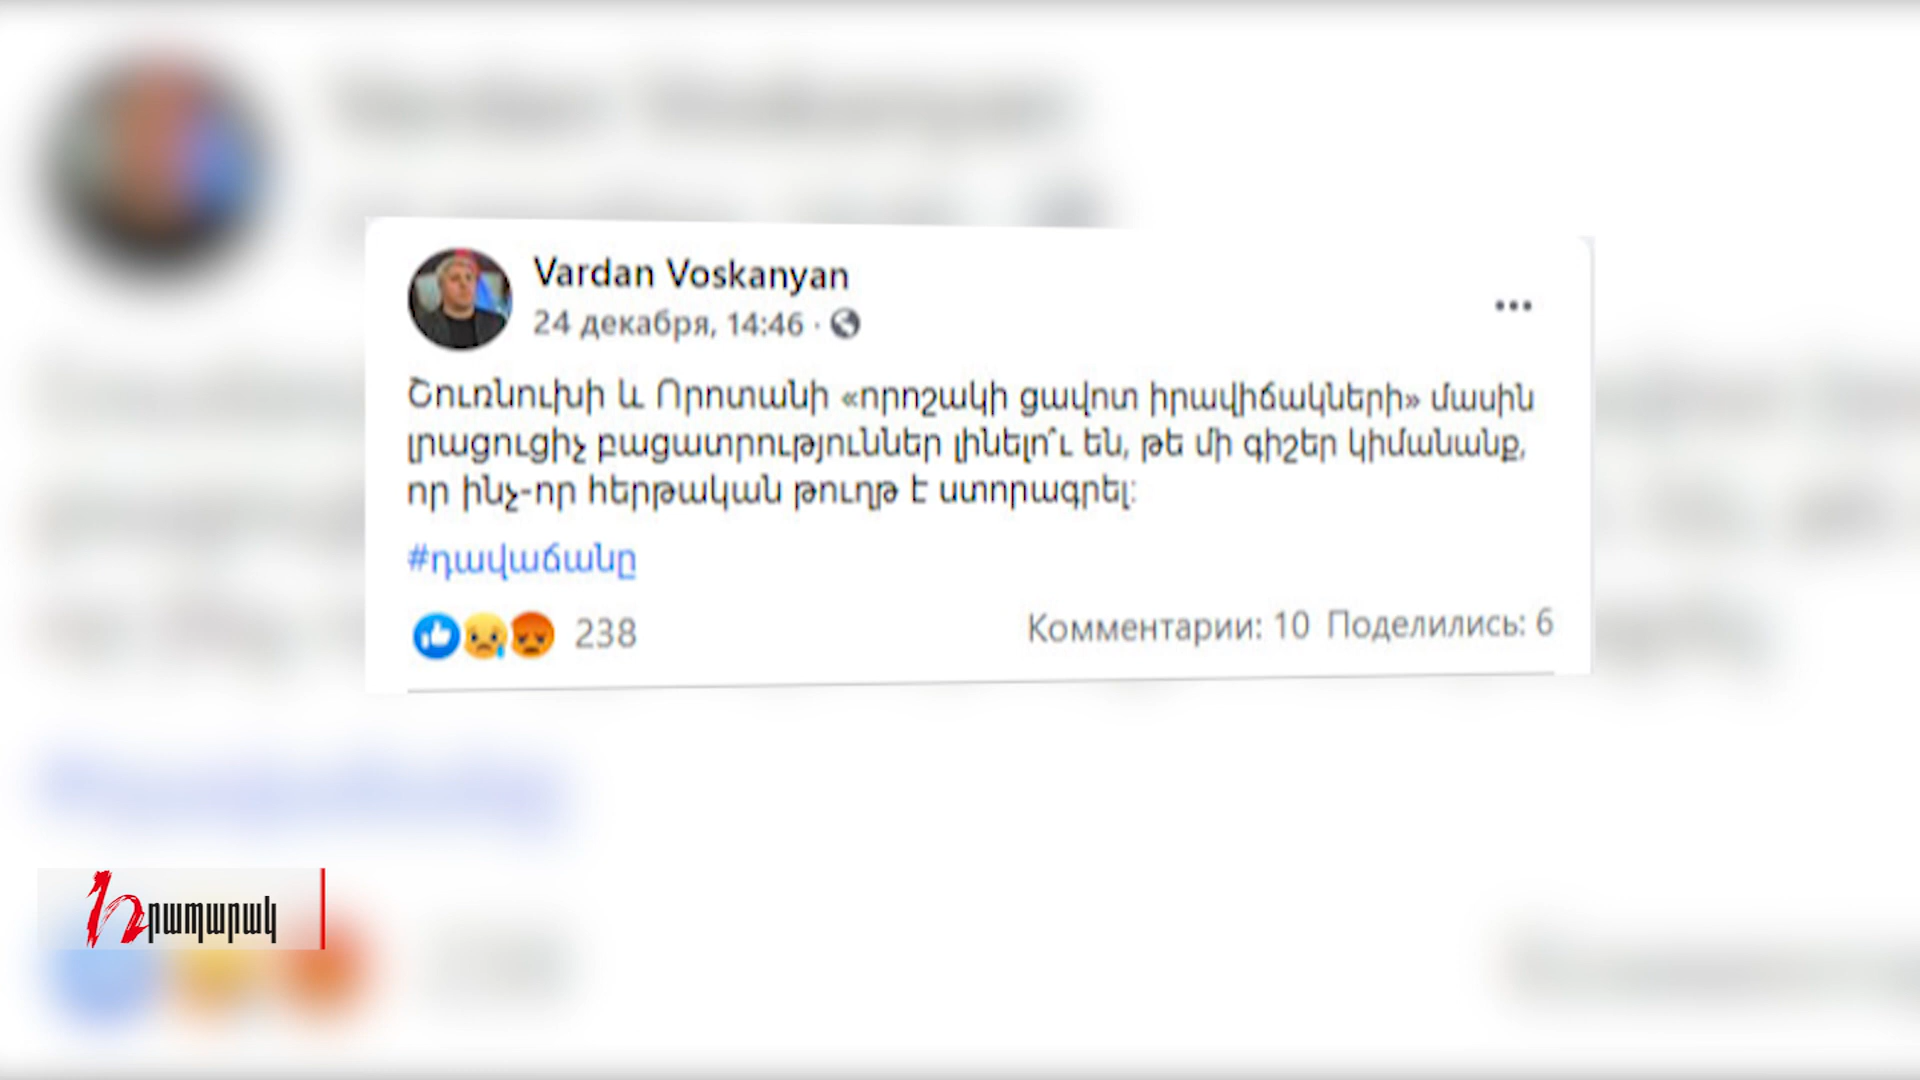 Vardan Voskanyan
24 декабря, 14:46 ·
Շուռնուխի և Որոտանի «որոշակի ցավոտ իրավիճակների» մասին
լրացուցիչ բացատրություններ լինելո՞ւ են, թե մի գիշեր կիմանանք,
որ ինչ-որ հերթական թուղթ է ստորագրել:
#դավաճանը
238
Комментарии: 10 Поделились: 6
Հրապարակ